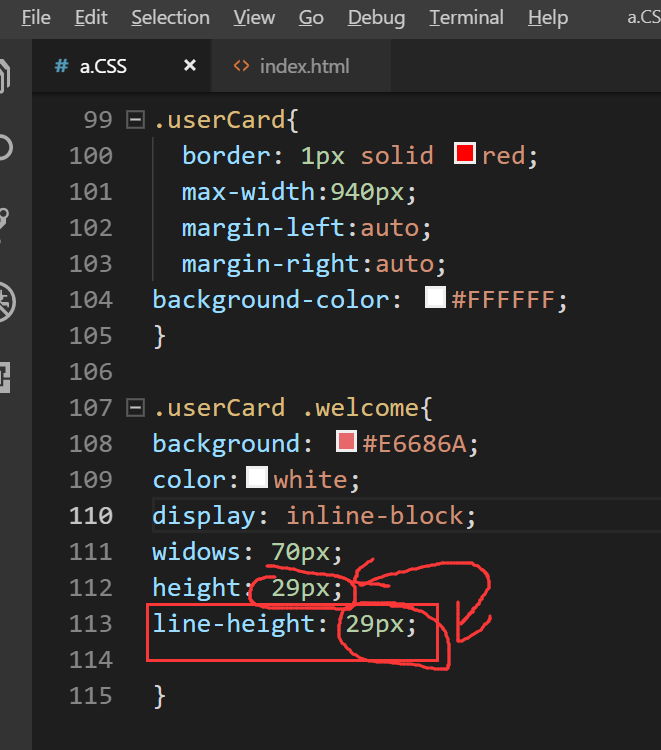 File Edit Selection View Go Debug Terminal Help a.CS
# a.CSS × <> index.html
99 .userCard{
100 border: 1px solid red;
101 max-width:940px;
102 margin-left:auto;
103 margin-right:auto;
104 background-color: #FFFFFF;
105 }
106
107 .userCard .welcome{
108 background: #E6686A;
109 color: white;
110 display: inline-block;
111 widows: 70px;
112 height: 29px;
113 line-height: 29px;
114
115 }